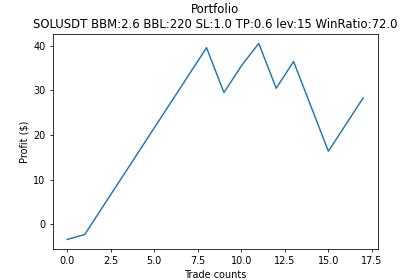 Portfolio
SOLUSDT BBM:2.6 BBL:220 SL:1.0 TP:0.6 lev:15 WinRatio:72.0
40
30
20
10
0
Profit ($)
0.0 2.5 5.0 7.5 10.0 12.5 15.0 17.5
Trade counts